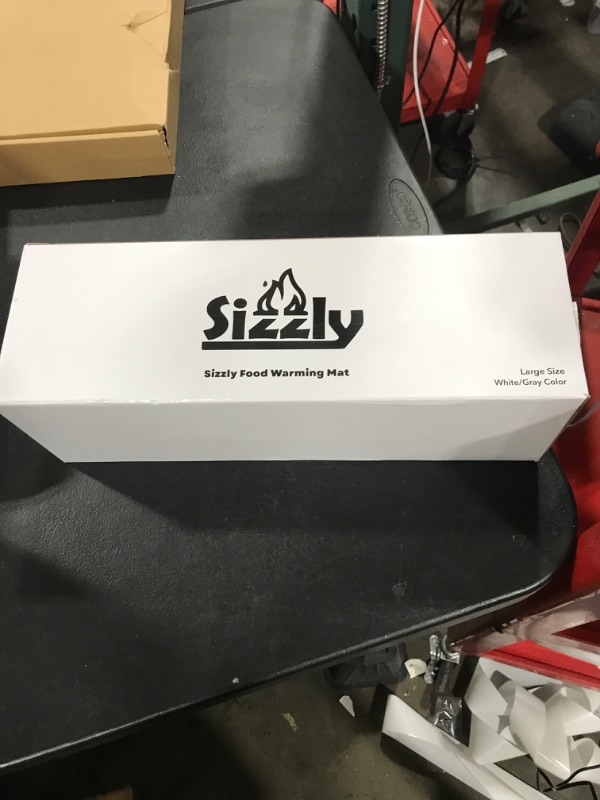 Sizzly
Sizzly Food Warming Mat
Large Size
White/Gray Color